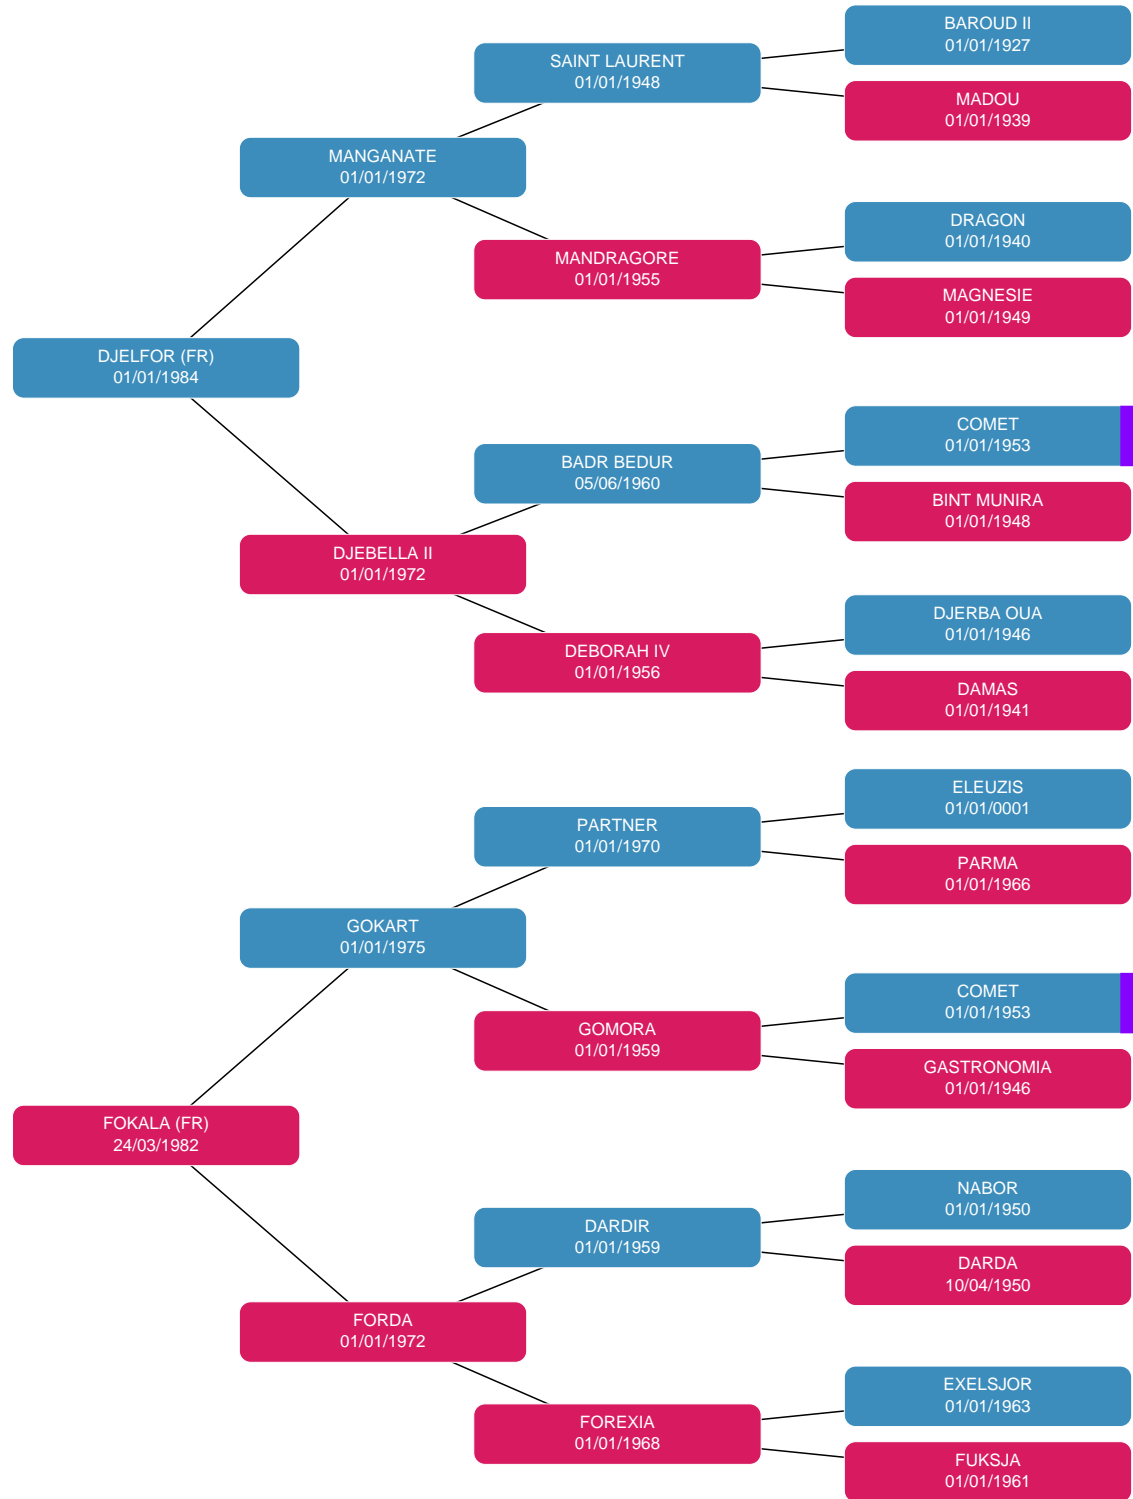 BAROUD II
01/01/1927
SAINT LAURENT
01/01/1948
MADOU
01/01/1939
MANGANATE
01/01/1972
DRAGON
01/01/1940
MANDRAGORE
01/01/1955
MAGNESIE
01/01/1949
DJELFOR (FR)
01/01/1984
COMET
01/01/1953
BADR BEDUR
05/06/1960
BINT MUNIRA
01/01/1948
DJEBELLA II
01/01/1972
DJERBA OUA
01/01/1946
DEBORAH IV
01/01/1956
DAMAS
01/01/1941
ELEUZIS
01/01/0001
PARTNER
01/01/1970
PARMA
01/01/1966
GOKART
01/01/1975
COMET
01/01/1953
GOMORA
01/01/1959
GASTRONOMIA
01/01/1946
FOKALA (FR)
24/03/1982
NABOR
01/01/1950
DARDIR
01/01/1959
DARDA
10/04/1950
FORDA
01/01/1972
EXELSJOR
01/01/1963
FOREXIA
01/01/1968
FUKSJA
01/01/1961